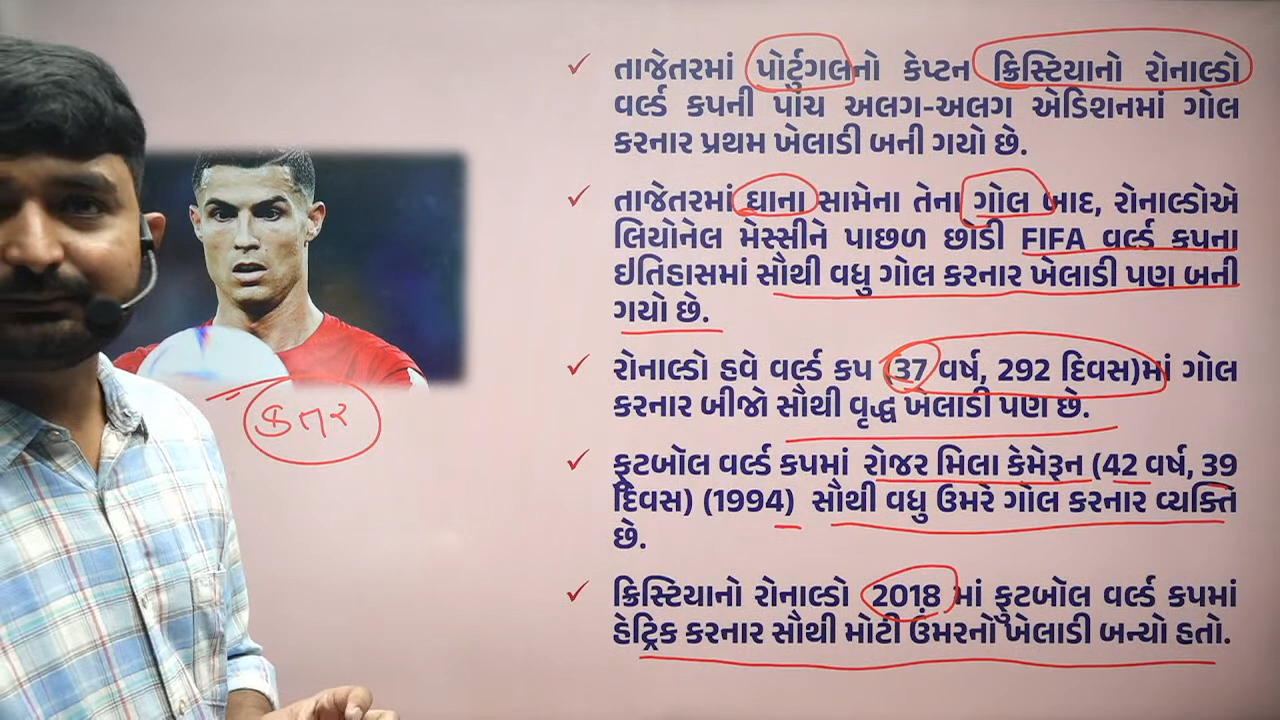 તાજેતરમાં પોર્ટુગલનો કેપ્ટન ક્રિસ્ટિયાનો રોનાલ્ડો
વર્લ્ડ કપની પાંચ અલગ-અલગ એડિશનમાં ગોલ
કરનાર પ્રથમ ખેલાડી બની ગયો છે.
તાજેતરમાં ઘાના સામેના તેના ગોલ બાદ, રોનાલ્ડોએ
લિયોનેલ મેસ્સીને પાછળ છોડી FIFA વર્લ્ડ કપના
ઇતિહાસમાં સૌથી વધુ ગોલ કરનાર ખેલાડી પણ બની
ગયો છે.
રોનાલ્ડો હવે વર્લ્ડ કપ (37 વર્ષ, 292 દિવસ)માં ગોલ
કરનાર બીજો સૌથી વૃદ્ધ ખેલાડી પણ છે.
ફૂટબૉલ વર્લ્ડ કપમાં રોજર મિલા કેમેરૂન (42 વર્ષ, 39
દિવસ) (1994) સૌથી વધુ ઉંમરે ગોલ કરનાર વ્યક્તિ
છે.
ક્રિસ્ટિયાનો રોનાલ્ડો 2018 માં ફુટબૉલ વર્લ્ડ કપમાં
હેટ્રિક કરનાર સૌથી મોટી ઉંમરનો ખેલાડી બન્યો હતો.
કતર